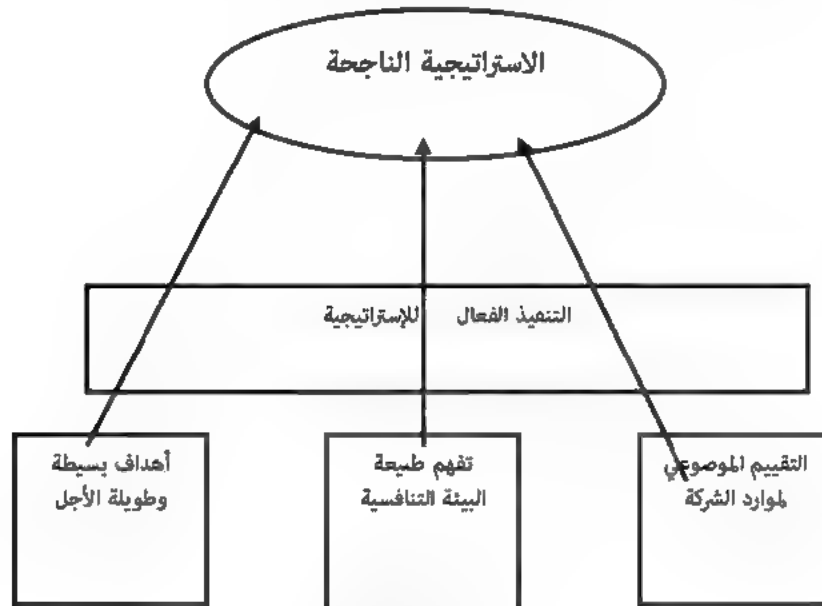 الاستراتيجية الناجحة
التنفيذ الفعال للإستراتيجية
التقييم الموضوعي
لموارد الشركة
تفهم طبيعة
البيئة التنافسية
أهداف بسيطة
وطويلة الأجل